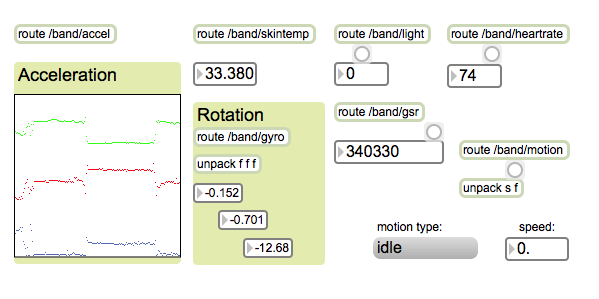 route /band/accel
route /band/skintemp
route /band/light
route /band/heartrate
Acceleration
33.380
0
74
Rotation
route /band/gyro
unpack f f f
-0.152
-0.701
-12.68
route /band/gsr
340330
route /band/motion
unpack s f
motion type:
speed:
idle
0.